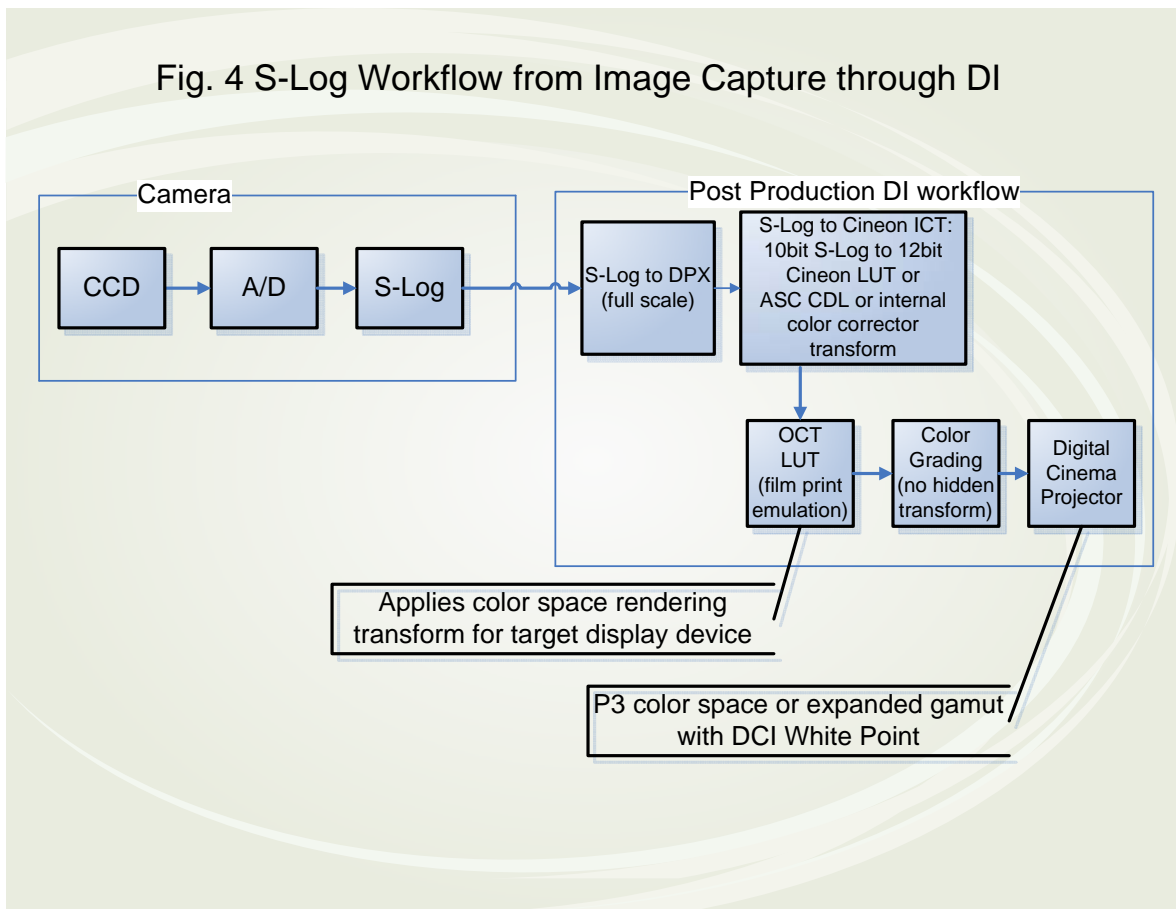 Fig. 4 S-Log Workflow from Image Capture through DI
Camera
Post Production DI workflow
CCD
A/D
S-Log
S-Log to DPX
(full scale)
S-Log to Cineon ICT:
10bit S-Log to 12bit
Cineon LUT or
ASC CDL or internal
color corrector
transform
OCT
LUT
(film print
emulation)
Color
Grading
(no hidden
transform)
Digital
Cinema
Projector
Applies color space rendering
transform for target display device
P3 color space or expanded gamut
with DCI White Point